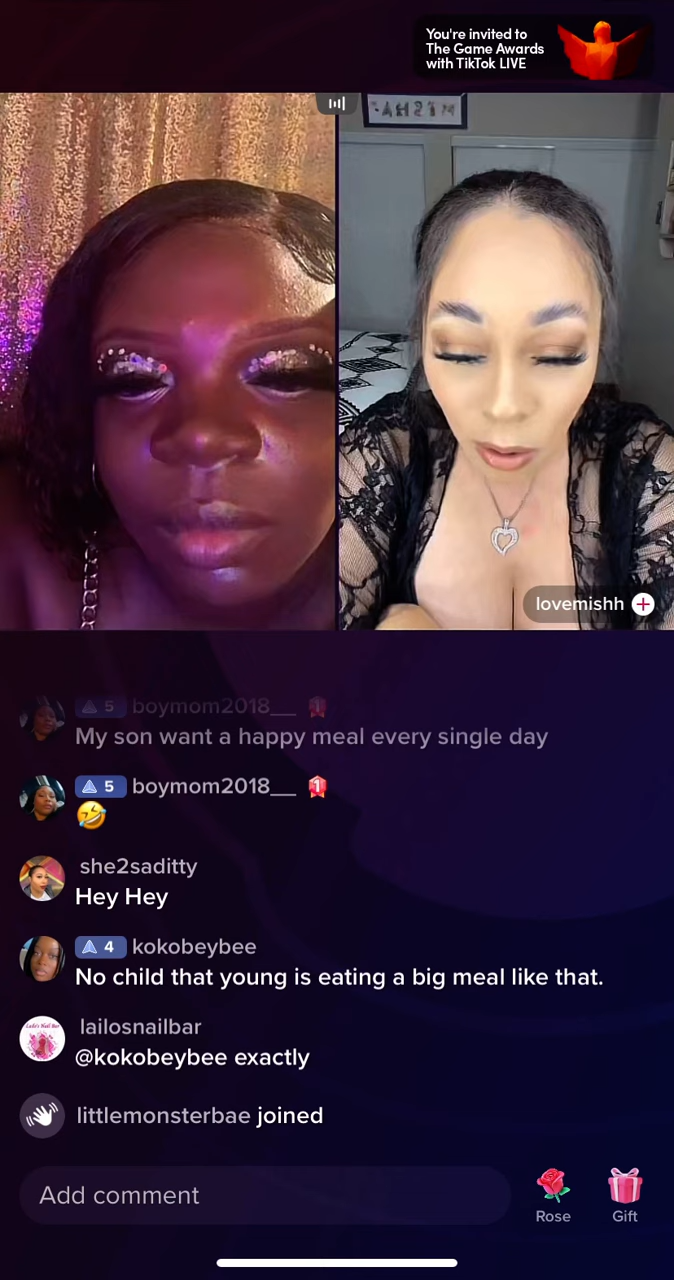 You're invited to
The Game Awards
with TikTok LIVE
lovemishh
5 boymom2018__ 1
My son want a happy meal every single day
5 boymom2018__ 1
🤣
she2saditty
Hey Hey
4 kokobeybee
No child that young is eating a big meal like that.
lailosnailbar
@kokobeybee exactly
littlemonsterbae joined
Add comment
Rose
Gift